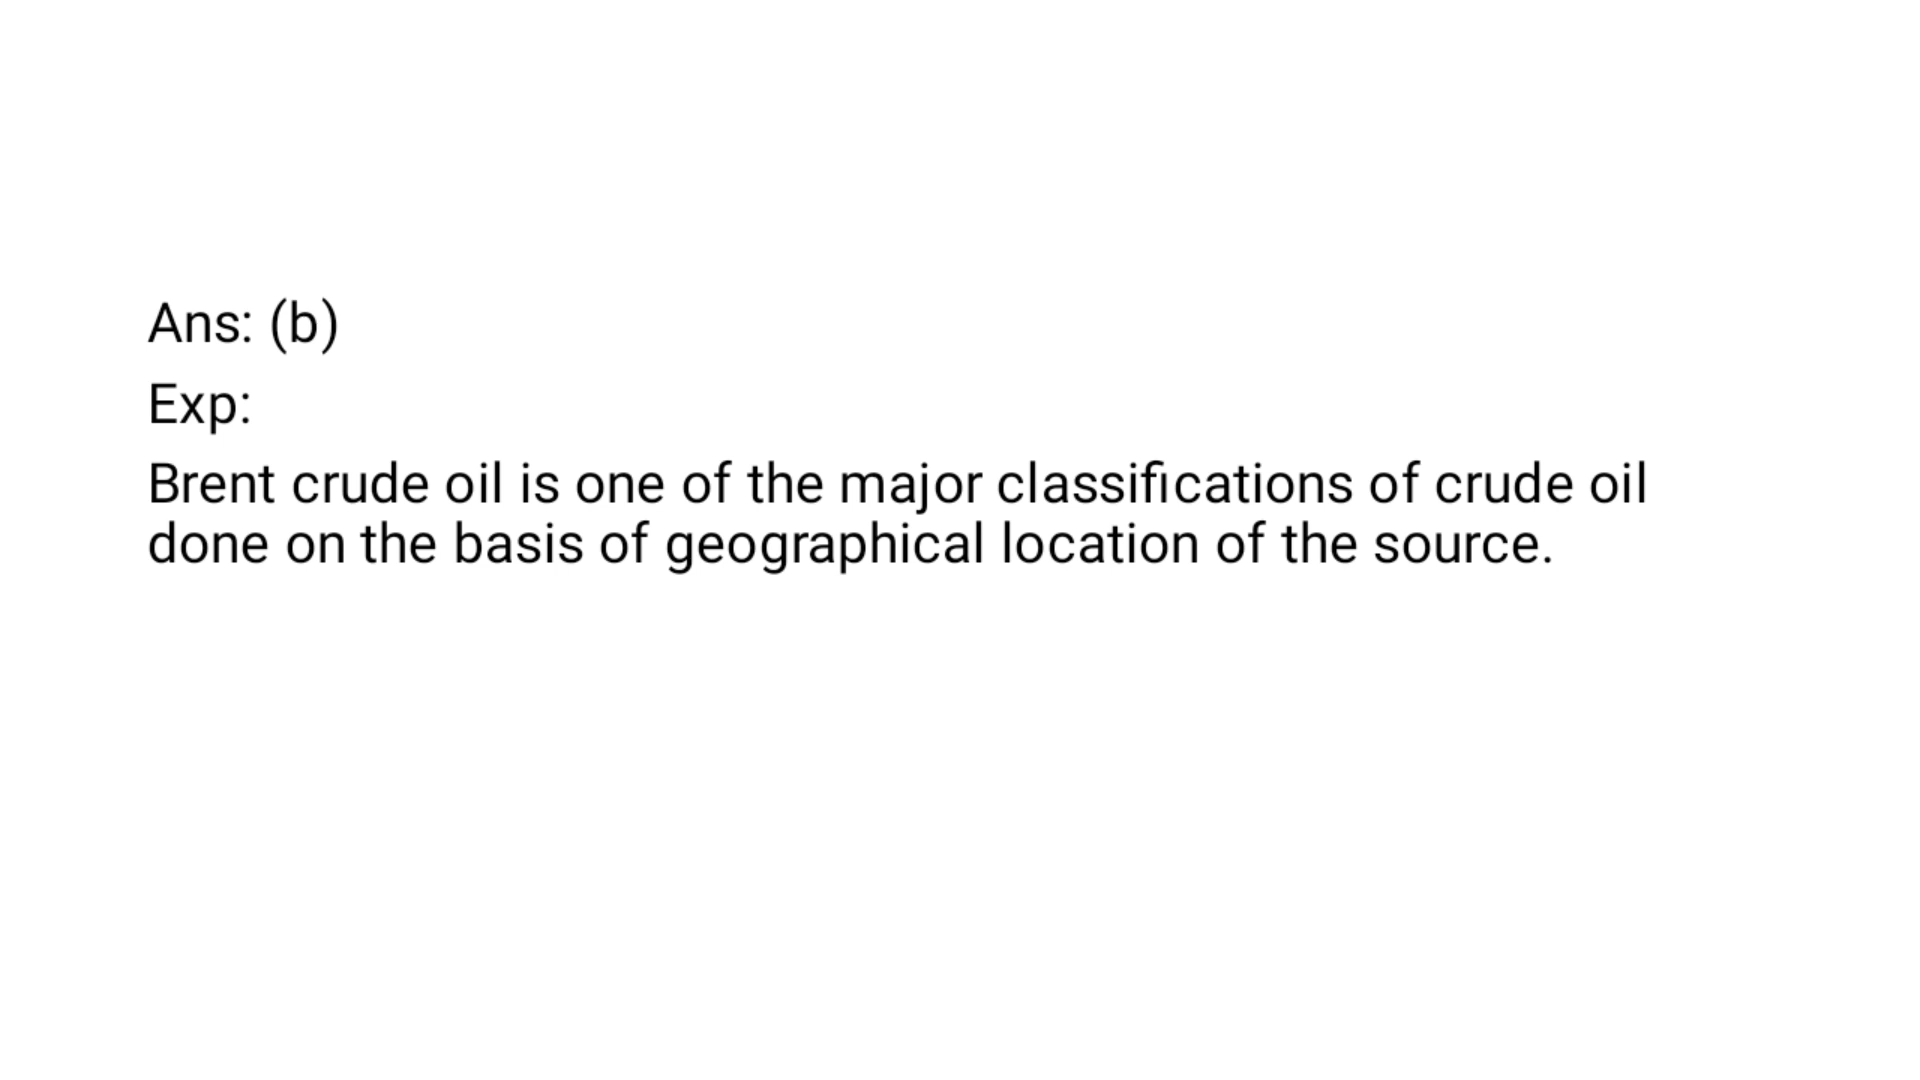 Ans: (b)
Exp:
Brent crude oil is one of the major classifications of crude oil
done on the basis of geographical location of the source.